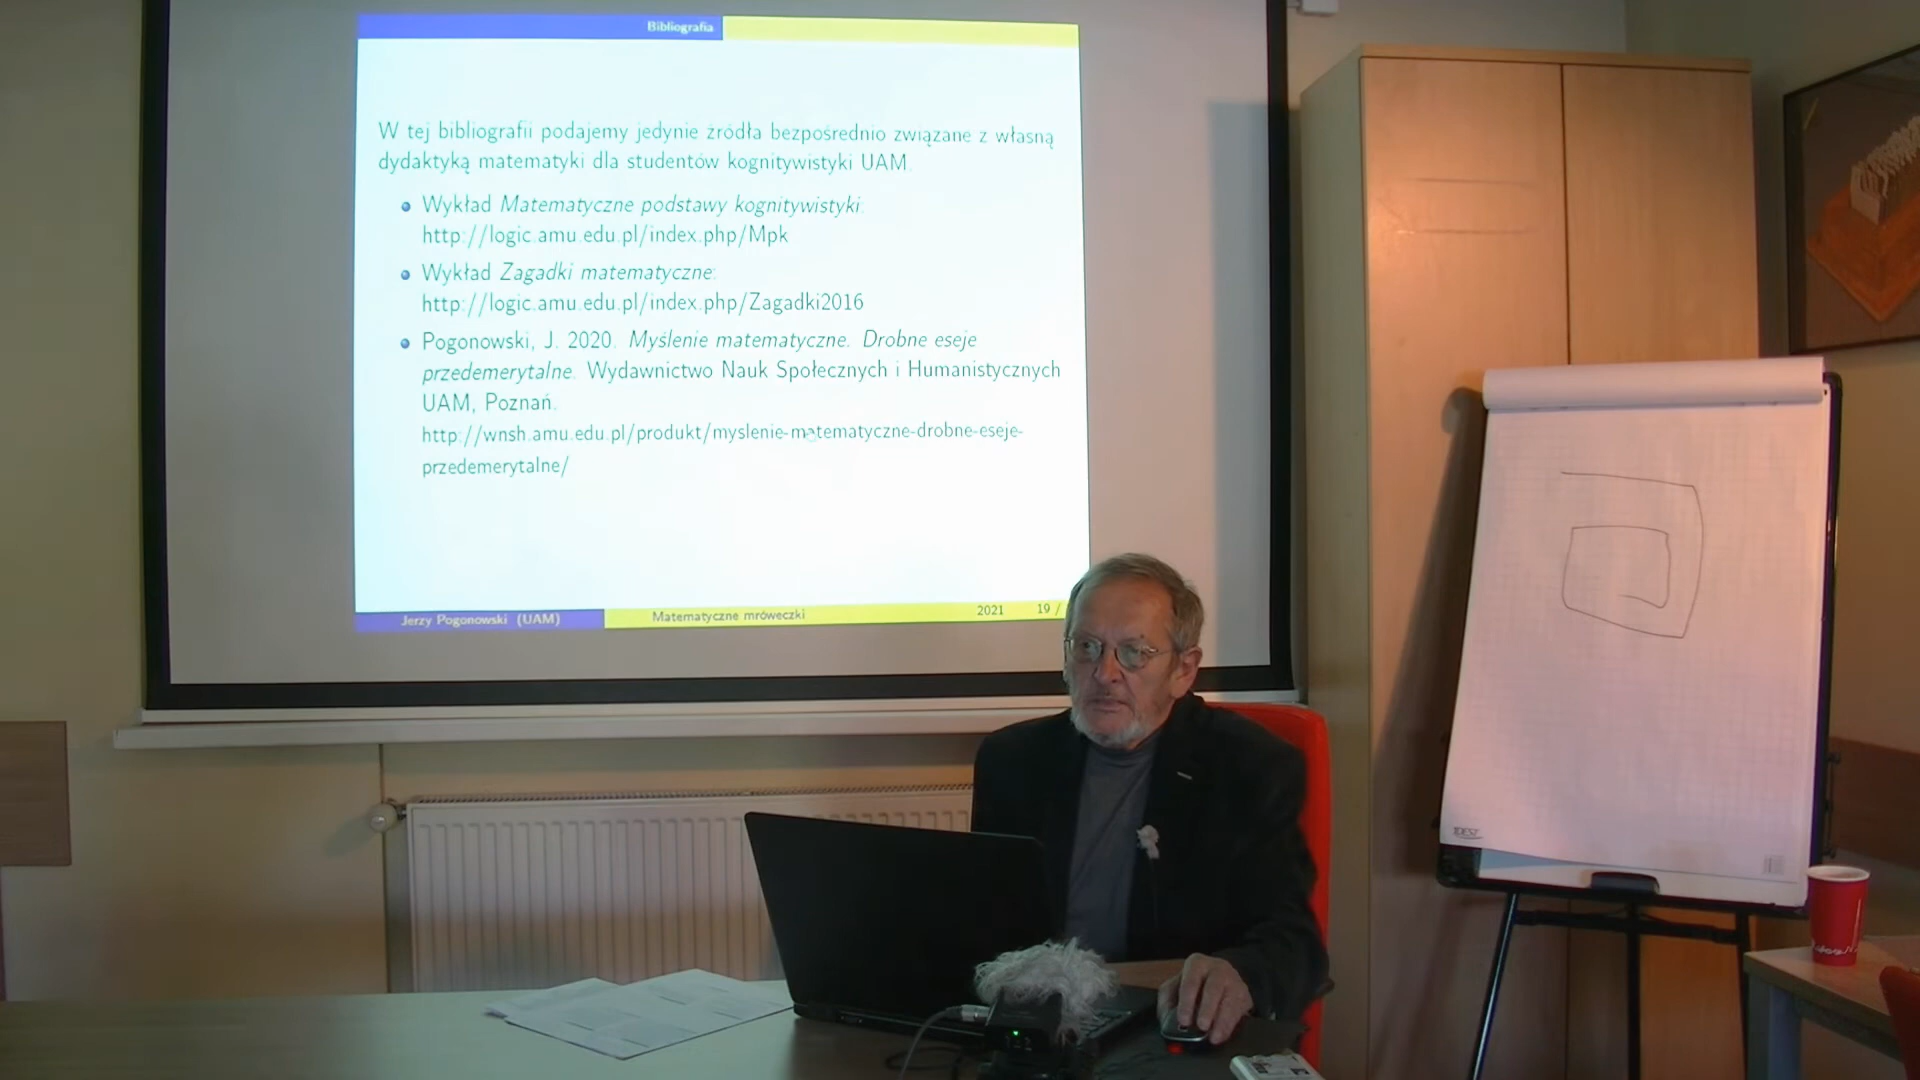 Bibliografia
W tej bibliografii podajemy jedynie źródła bezpośrednio związane z własną
dydaktyką matematyki dla studentów kognitywistyki UAM.
Wykład Matematyczne podstawy kognitywistyki:
http://logic.amu.edu.pl/index.php/Mpk
Wykład Zagadki matematyczne:
http://logic.amu.edu.pl/index.php/Zagadki2016
Pogonowski, J. 2020. Myślenie matematyczne. Drobne eseje
przedemerytalne. Wydawnictwo Nauk Społecznych i Humanistycznych
UAM, Poznań.
http://wnsh.amu.edu.pl/produkt/myslenie-matematyczne-drobne-eseje-
przedemerytalne/
Jerzy Pogonowski (UAM) Matematyczne mróweczki 2021 19 /